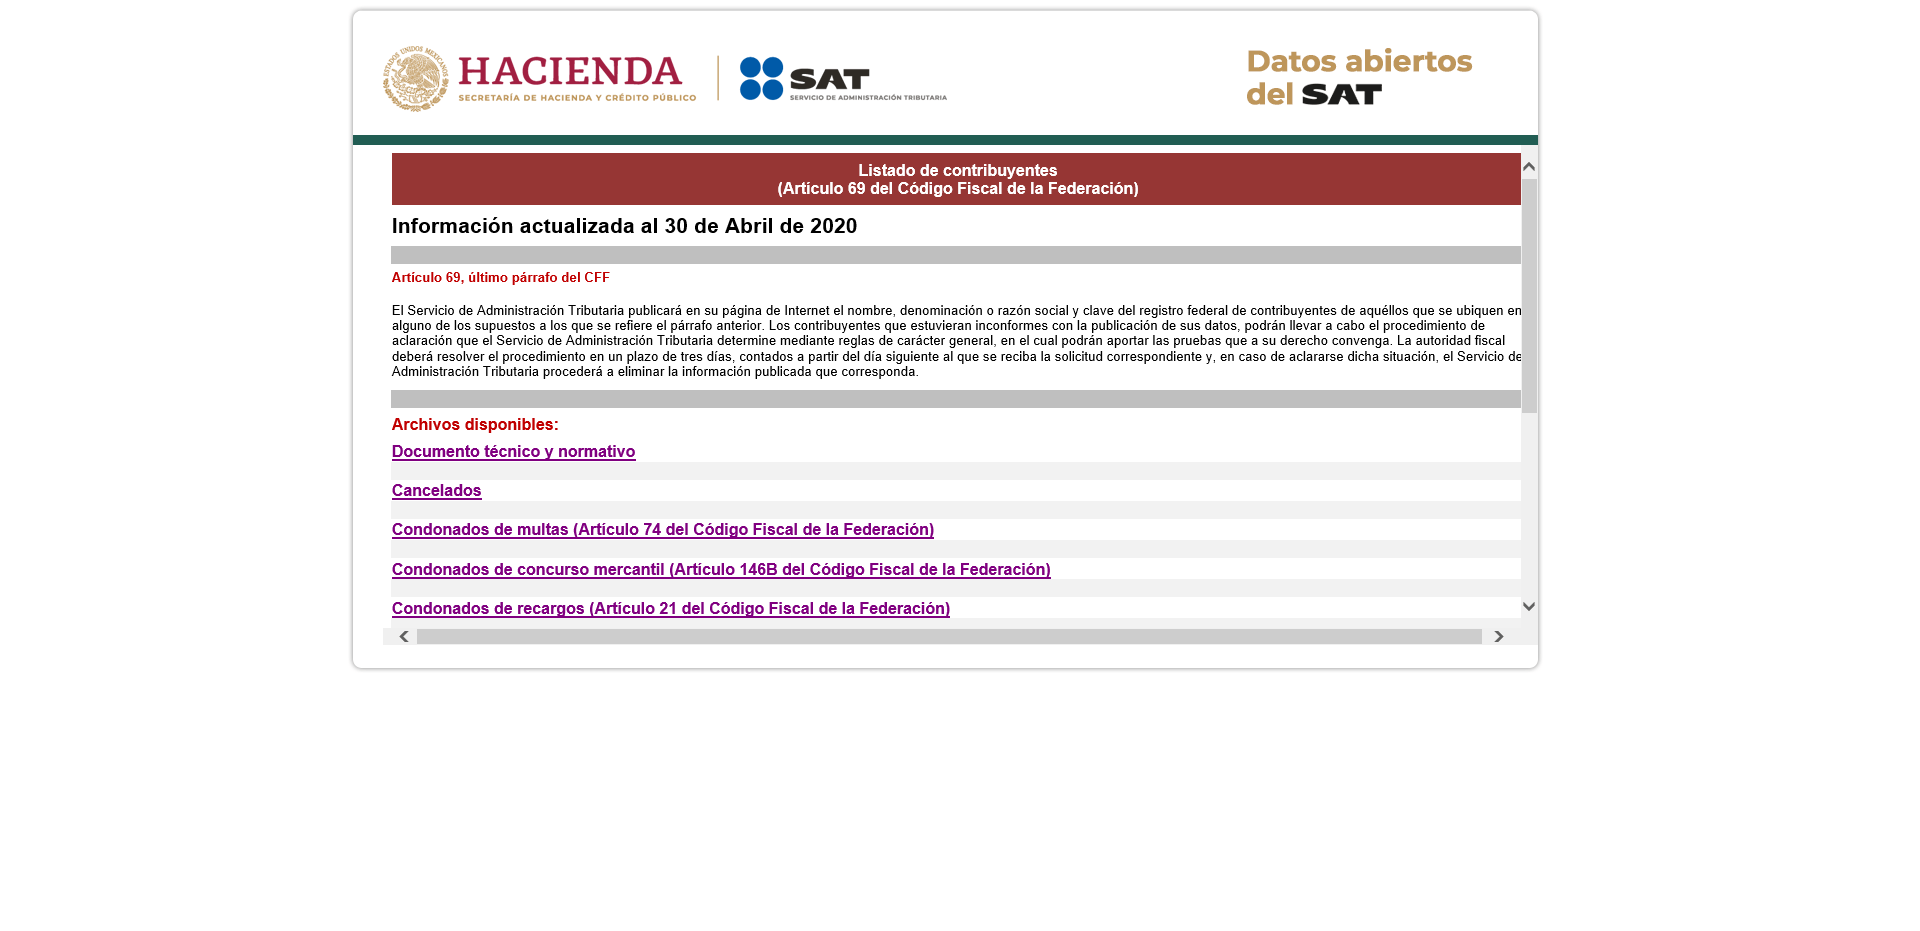 ESTADOS UNIDOS MEXICANOS
HACIENDA
SECRETARÍA DE HACIENDA Y CRÉDITO PÚBLICO
SAT
SERVICIO DE ADMINISTRACIÓN TRIBUTARIA
Datos abiertos
del SAT
Listado de contribuyentes
(Artículo 69 del Código Fiscal de la Federación)
Información actualizada al 30 de Abril de 2020
Artículo 69, último párrafo del CFF
El Servicio de Administración Tributaria publicará en su página de Internet el nombre, denominación o razón social y clave del registro federal de contribuyentes de aquéllos que se ubiquen en
alguno de los supuestos a los que se refiere el párrafo anterior. Los contribuyentes que estuvieran inconformes con la publicación de sus datos, podrán llevar a cabo el procedimiento de
aclaración que el Servicio de Administración Tributaria determine mediante reglas de carácter general, en el cual podrán aportar las pruebas que a su derecho convenga. La autoridad fiscal
deberá resolver el procedimiento en un plazo de tres días, contados a partir del día siguiente al que se reciba la solicitud correspondiente y, en caso de aclararse dicha situación, el Servicio de
Administración Tributaria procederá a eliminar la información publicada que corresponda.
Archivos disponibles:
Documento técnico y normativo
Cancelados
Condonados de multas (Artículo 74 del Código Fiscal de la Federación)
Condonados de concurso mercantil (Artículo 146B del Código Fiscal de la Federación)
Condonados de recargos (Artículo 21 del Código Fiscal de la Federación)